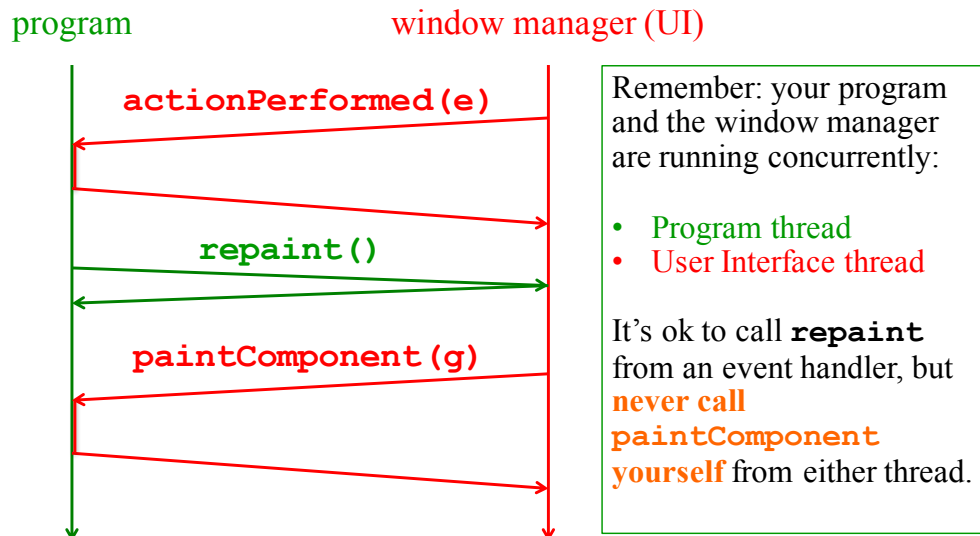 program
window manager (UI)
actionPerformed(e)
repaint()
paintComponent(g)
Remember: your program
and the window manager
are running concurrently:
• Program thread
• User Interface thread
It’s ok to call repaint
from an event handler, but
never call
paintComponent
yourself from either thread.